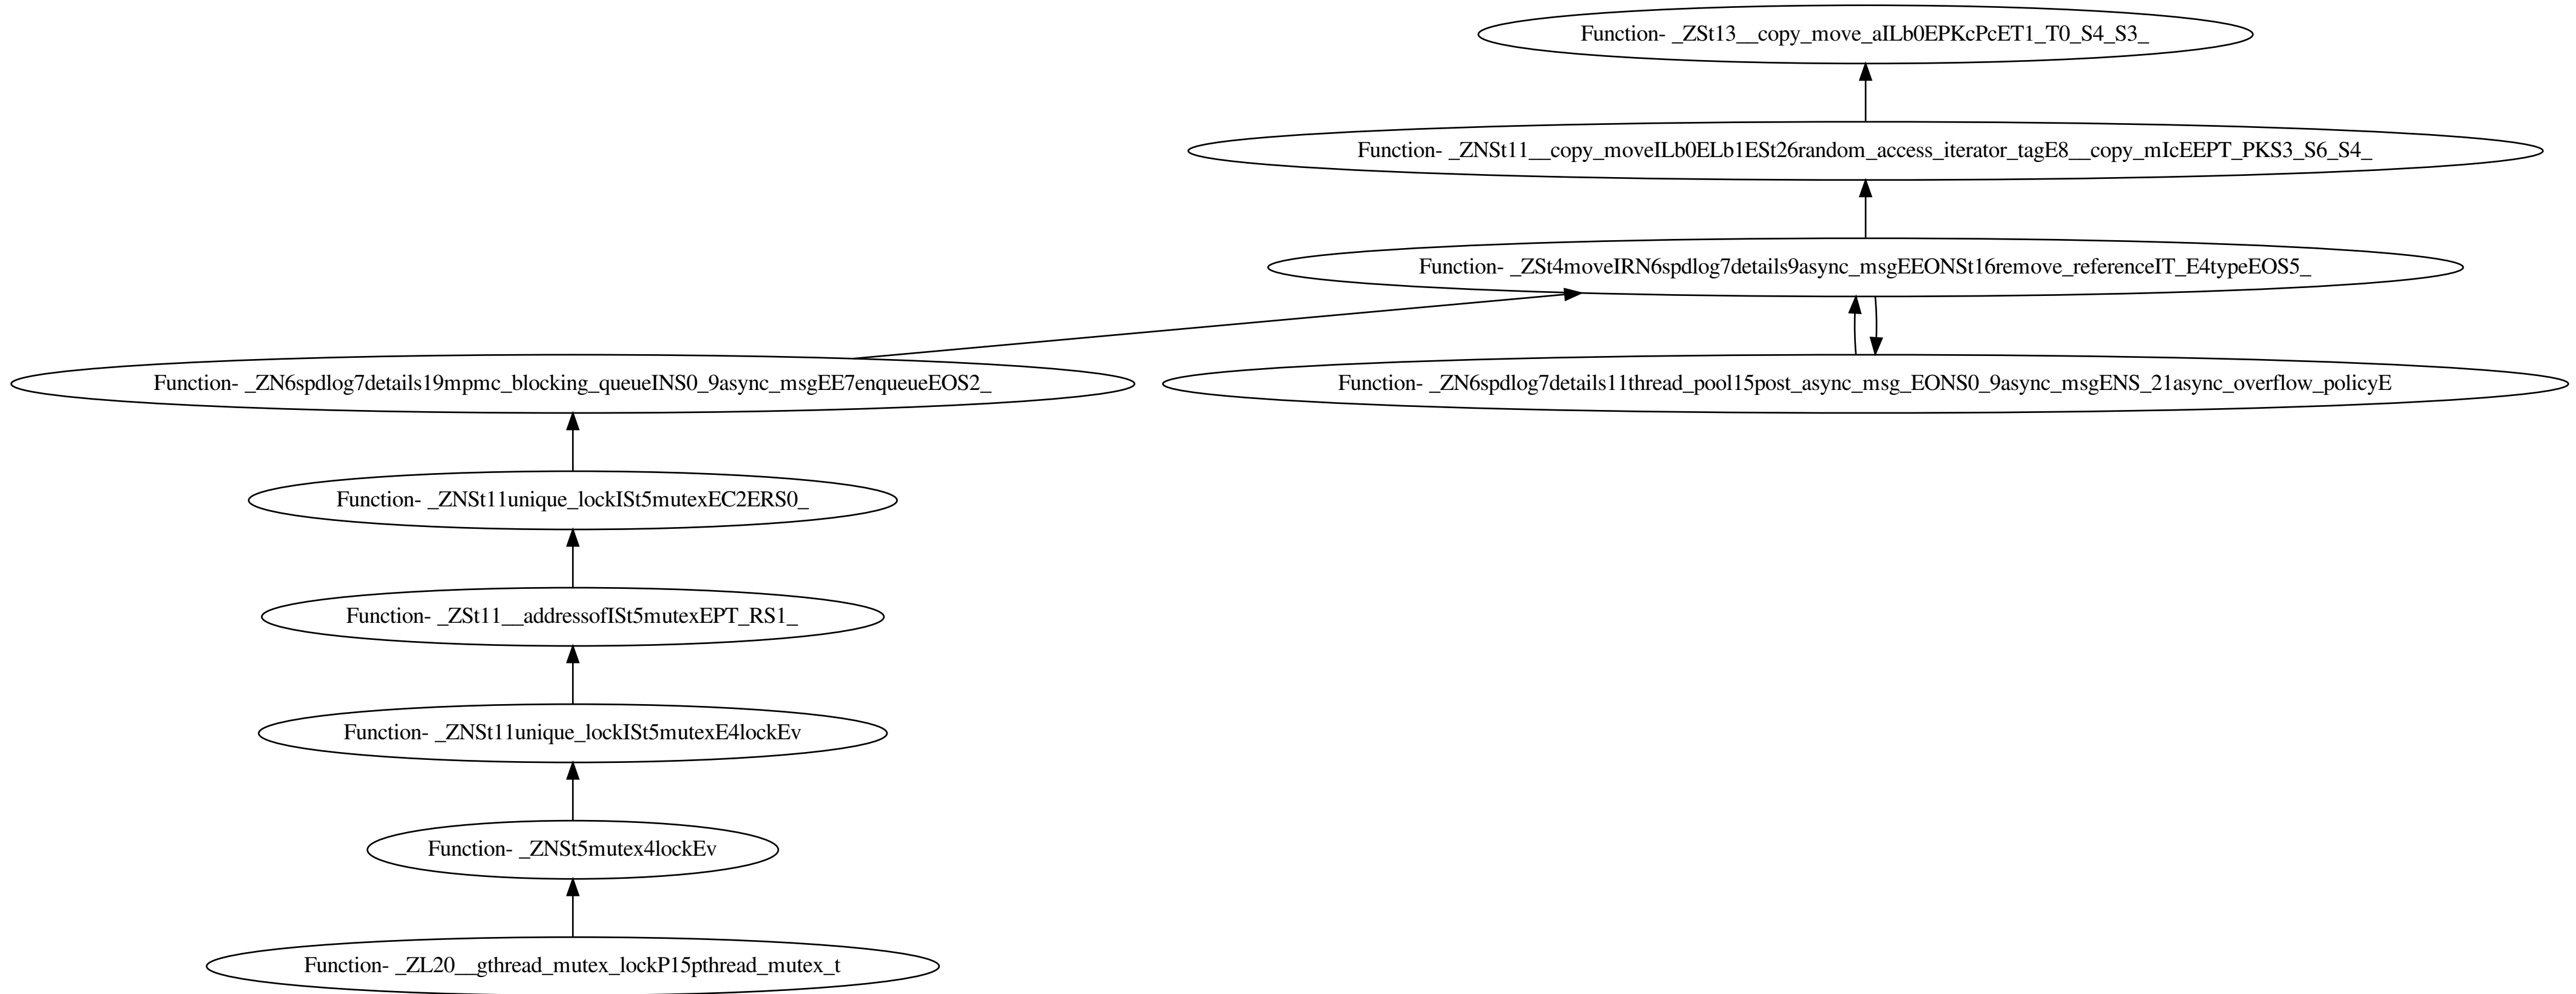 Function- _ZSt13__copy_move_aILb0EPKcPcET1_T0_S4_S3_
Function- _ZNSt11__copy_moveILb0ELb1ESt26random_access_iterator_tagE8__copy_mIcEEPT_PKS3_S6_S4_
Function- _ZSt4moveIRN6spdlog7details9async_msgEEONSt16remove_referenceIT_E4typeEOS5_
Function- _ZN6spdlog7details19mpmc_blocking_queueINS0_9async_msgEE7enqueueEOS2_
Function- _ZN6spdlog7details11thread_pool15post_async_msg_EONS0_9async_msgENS_21async_overflow_policyE
Function- _ZNSt11unique_lockISt5mutexEC2ERS0_
Function- _ZSt11__addressofISt5mutexEPT_RS1_
Function- _ZNSt11unique_lockISt5mutexE4lockEv
Function- _ZNSt5mutex4lockEv
Function- _ZL20__gthread_mutex_lockP15pthread_mutex_t